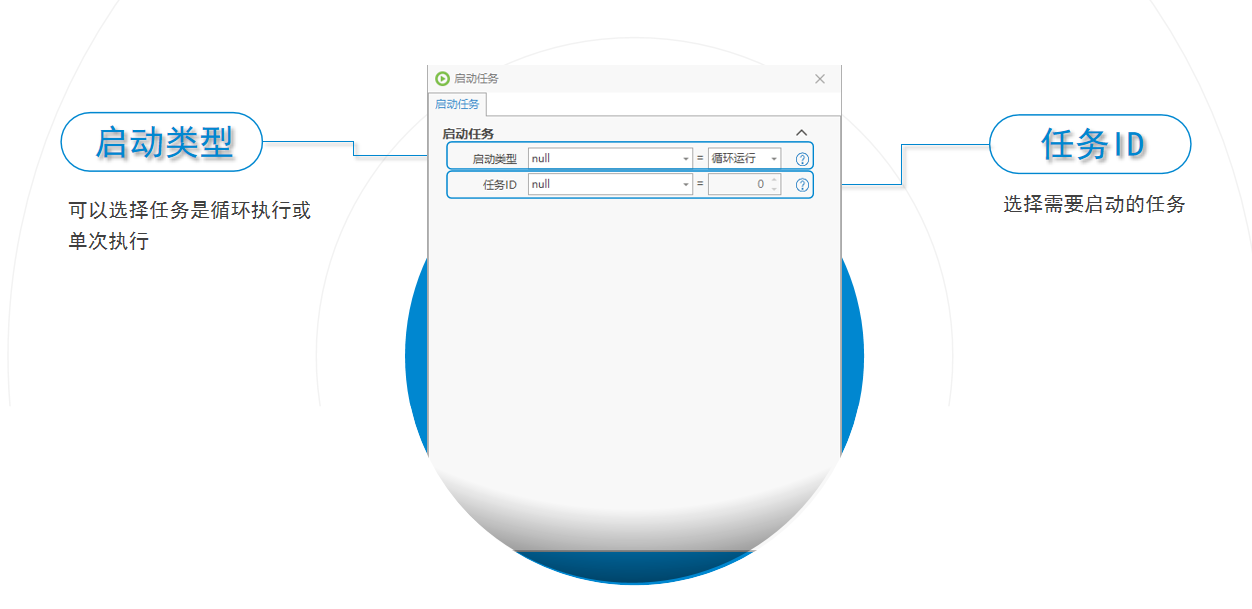 启动任务
启动任务
启动任务
启动类型 null = 循环运行
任务ID null = 0
启动类型
可以选择任务是循环执行或
单次执行
任务ID
选择需要启动的任务